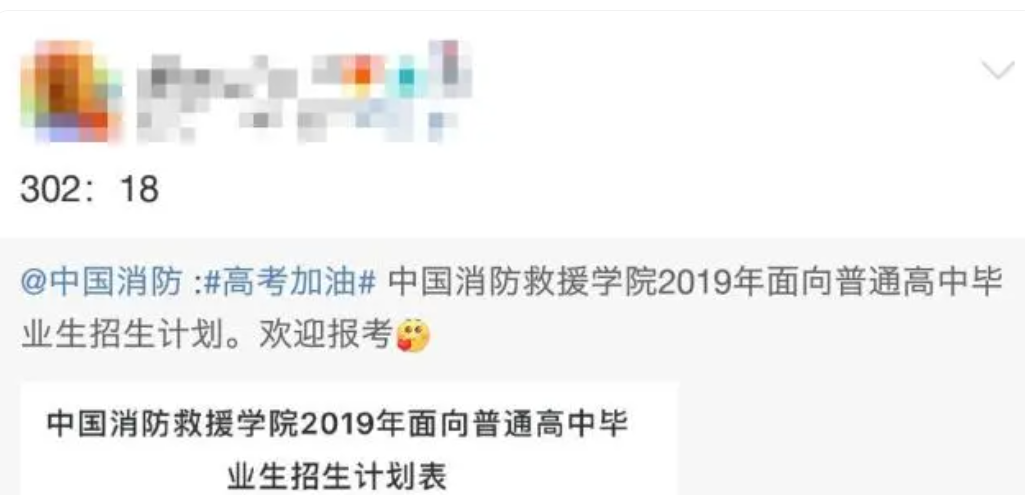 302：18
@中国消防 :#高考加油# 中国消防救援学院2019年面向普通高中毕
业生招生计划。欢迎报考
中国消防救援学院2019年面向普通高中毕
业生招生计划表